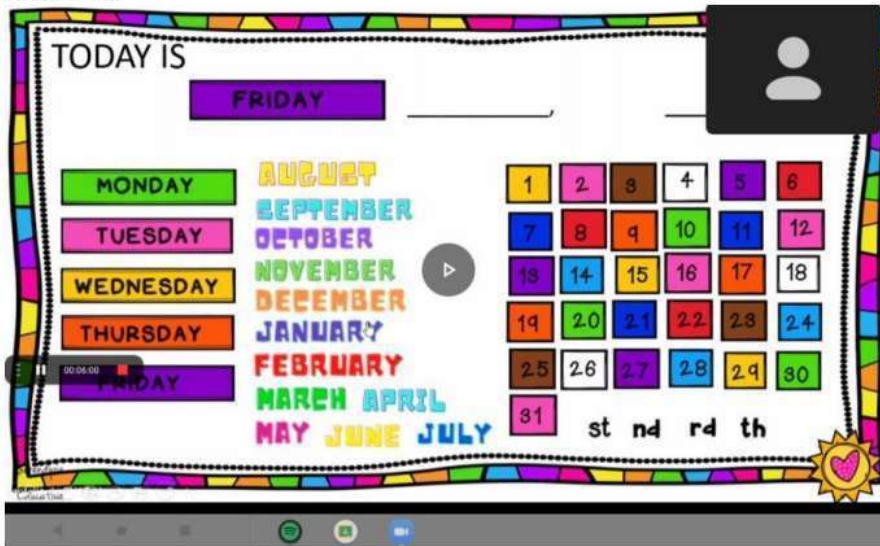 TODAY IS
FRIDAY
MONDAY
TUESDAY
WEDNESDAY
THURSDAY
FRIDAY
00:06:00
AUGUST
SEPTEMBER
OCTOBER
NOVEMBER
DECEMBER
JANUARY
FEBRUARY
MARCH APRIL
MAY JUNE JULY
1 2 3 4 5 6
7 8 9 10 11 12
13 14 15 16 17 18
19 20 21 22 23 24
25 26 27 28 29 30
31
st nd rd th